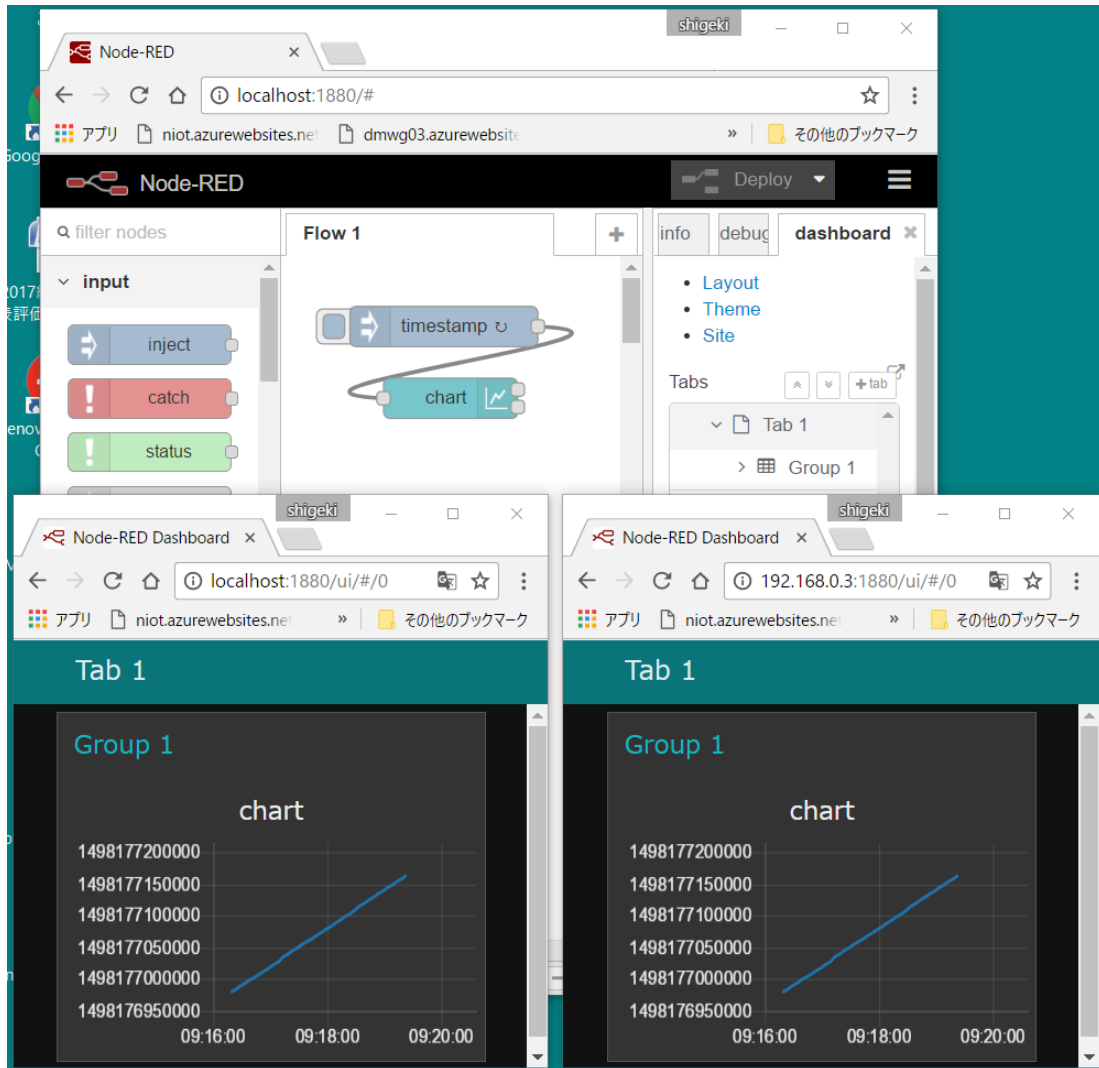 shigeki
Node-RED
localhost:1880/#
アプリ niot.azurewebsites.net dmwg03.azurewebsite » その他のブックマーク
Node-RED Deploy
filter nodes
Flow 1
info debug dashboard
input
inject
catch
status
timestamp ↻
chart
Layout
Theme
Site
Tabs
+tab
Tab 1
Group 1
shigeki
Node-RED Dashboard
localhost:1880/ui/#/0
アプリ niot.azurewebsites.net » その他のブックマーク
Tab 1
Group 1
chart
1498177200000
1498177150000
1498177100000
1498177050000
1498177000000
1498176950000
09:16:00 09:18:00 09:20:00
shigeki
Node-RED Dashboard
192.168.0.3:1880/ui/#/0
アプリ niot.azurewebsites.net » その他のブックマーク
Tab 1
Group 1
chart
1498177200000
1498177150000
1498177100000
1498177050000
1498177000000
1498176950000
09:16:00 09:18:00 09:20:00